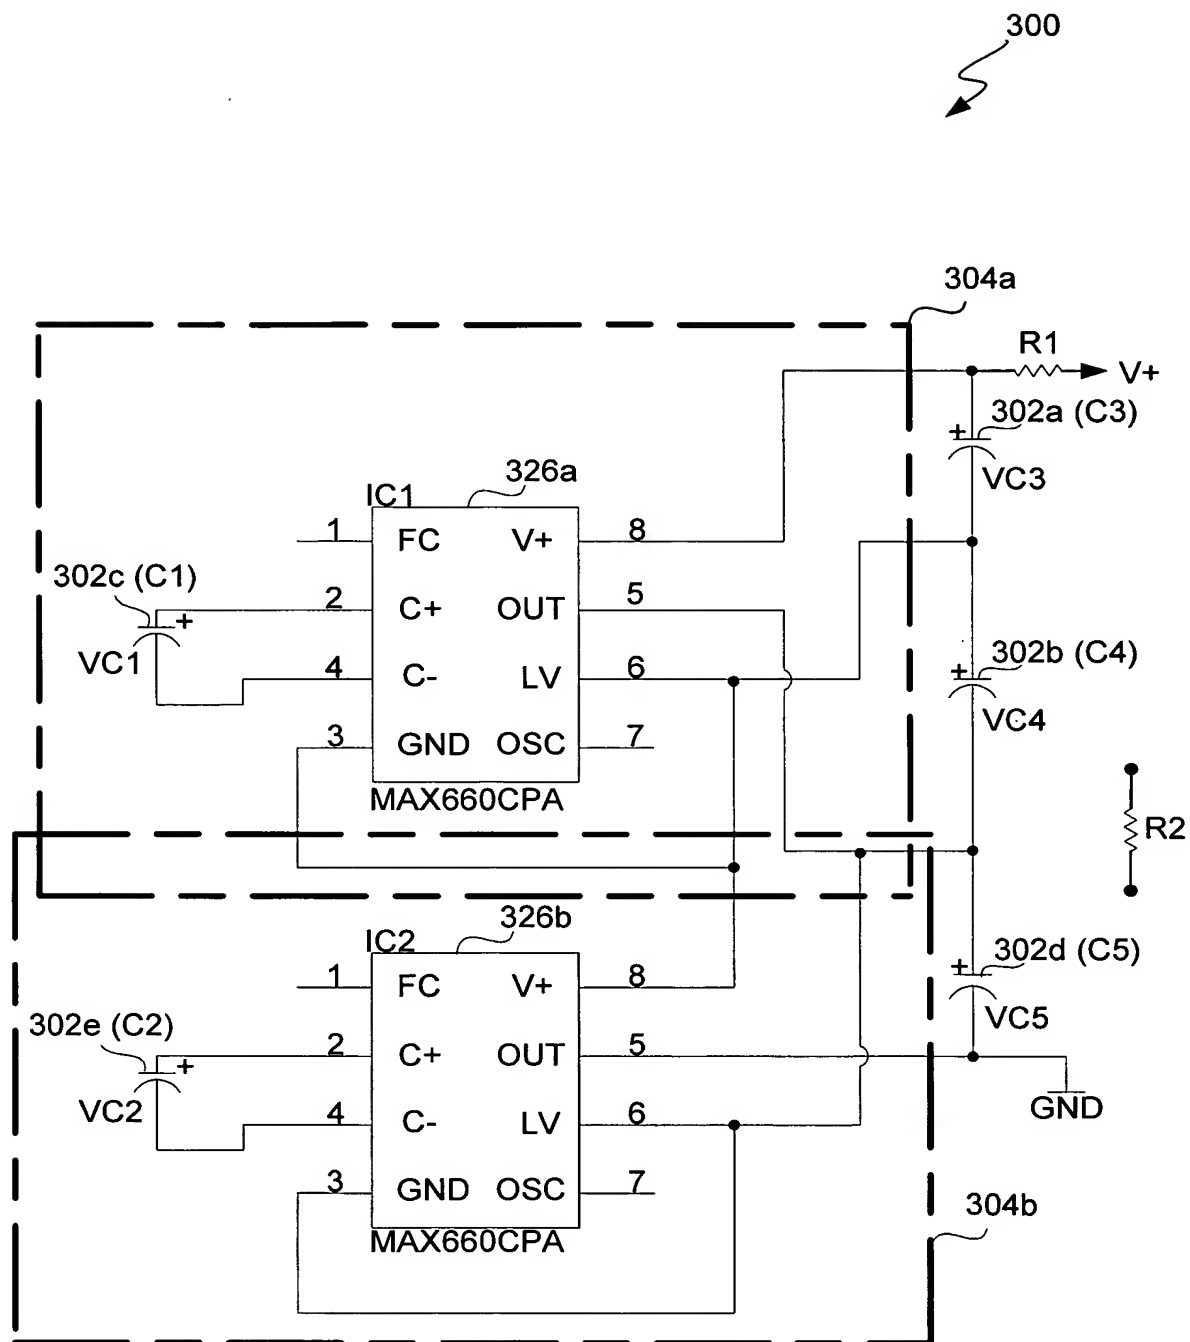 300
304a
R1
V+
302a (C3)
VC3
326a
IC1
1 FC V+ 8
302c (C1)
2 C+ OUT 5
VC1
4 C- LV 6
302b (C4)
VC4
3 GND OSC 7
MAX660CPA
R2
326b
IC2
302d (C5)
1 FC V+ 8
VC5
302e (C2)
2 C+ OUT 5
VC2
4 C- LV 6
GND
3 GND OSC 7
304b
MAX660CPA